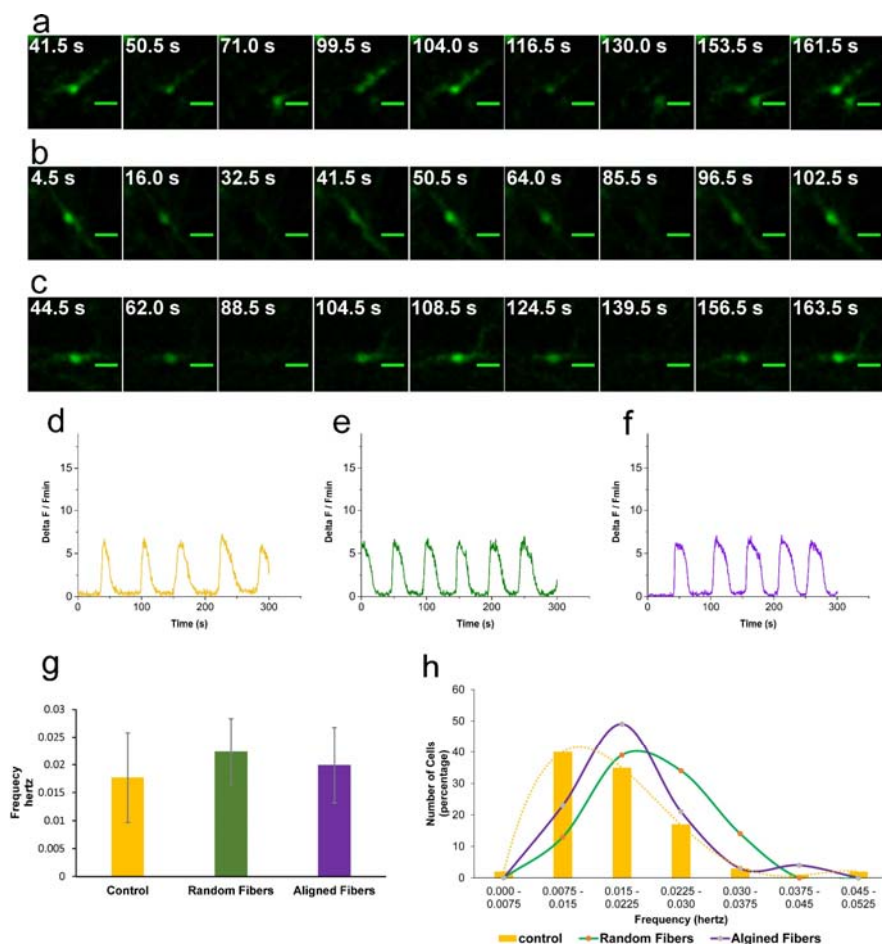 a
41.5 s 50.5 s 71.0 s 99.5 s 104.0 s 116.5 s 130.0 s 153.5 s 161.5 s
b
4.5 s 16.0 s 32.5 s 41.5 s 50.5 s 64.0 s 85.5 s 96.5 s 102.5 s
c
44.5 s 62.0 s 88.5 s 104.5 s 108.5 s 124.5 s 139.5 s 156.5 s 163.5 s
d
Delta F / Fmin
15
10
5
0
0 100 200 300
Time (s)
e
Delta F / Fmin
15
10
5
0
0 100 200 300
Time (s)
f
Delta F / Fmin
15
10
5
0
0 100 200 300
Time (s)
g
Frequecy
hertz
0.03
0.025
0.02
0.015
0.01
0.005
0
Control Random Fibers Aligned Fibers
h
Number of Cells
(percentage)
60
50
40
30
20
10
0
0.000 - 0.0075 - 0.015 - 0.0225 - 0.030 - 0.0375 - 0.045 -
0.0075 0.015 0.0225 0.030 0.0375 0.045 0.0525
Frequency (hertz)
control Random Fibers Algined Fibers